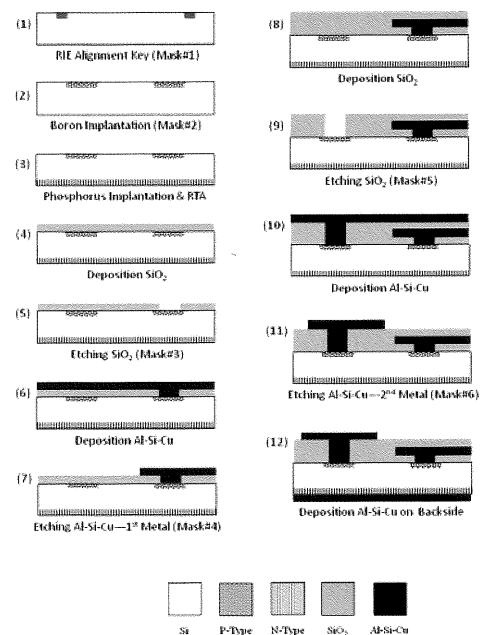 (1)
RIE Alignment Key (Mask#1)
(2)
Boron Implantation (Mask#2)
(3)
Phosphorus Implantation & RTA
(4)
Deposition SiO₂
(5)
Etching SiO₂ (Mask#3)
(6)
Deposition Al-Si-Cu
(7)
Etching Al-Si-Cu—1ˢᵗ Metal (Mask#4)
(8)
Deposition SiO₂
(9)
Etching SiO₂ (Mask#5)
(10)
Deposition Al-Si-Cu
(11)
Etching Al-Si-Cu—2ⁿᵈ Metal (Mask#6)
(12)
Deposition Al-Si-Cu on Backside
Si P-Type N-Type SiO₂ Al-Si-Cu